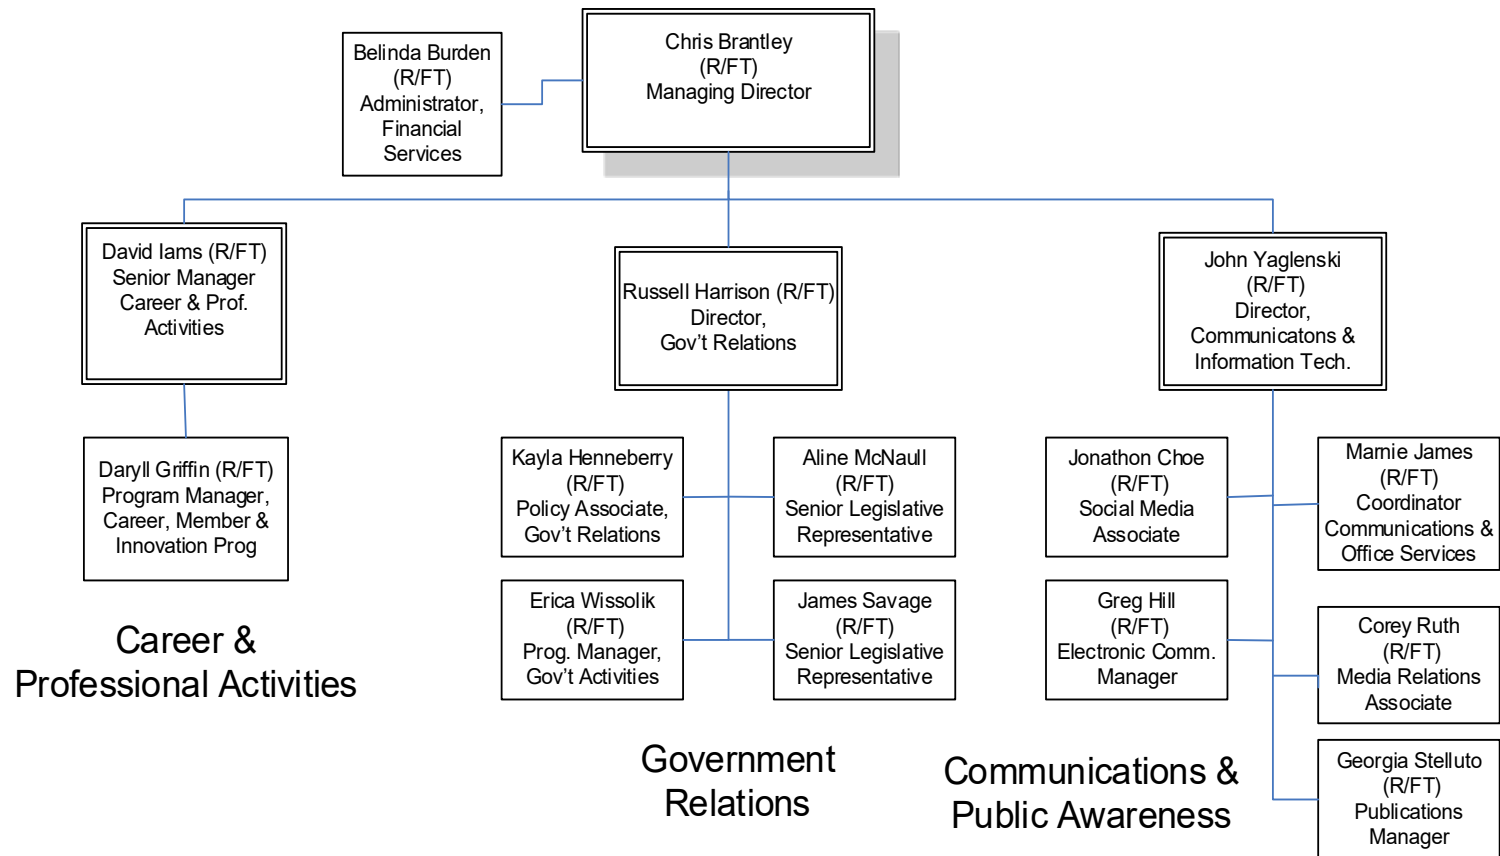 Belinda Burden
(R/FT)
Administrator,
Financial
Services
Chris Brantley
(R/FT)
Managing Director
David Iams (R/FT)
Senior Manager
Career & Prof.
Activities
Russell Harrison (R/FT)
Director,
Gov't Relations
John Yaglenski
(R/FT)
Director,
Communicatons &
Information Tech.
Daryll Griffin (R/FT)
Program Manager,
Career, Member &
Innovation Prog
Kayla Henneberry
(R/FT)
Policy Associate,
Gov't Relations
Aline McNaull
(R/FT)
Senior Legislative
Representative
Jonathon Choe
(R/FT)
Social Media
Associate
Marnie James
(R/FT)
Coordinator
Communications &
Office Services
Erica Wissolik
(R/FT)
Prog. Manager,
Gov't Activities
James Savage
(R/FT)
Senior Legislative
Representative
Greg Hill
(R/FT)
Electronic Comm.
Manager
Corey Ruth
(R/FT)
Media Relations
Associate
Georgia Stelluto
(R/FT)
Publications
Manager
Career &
Professional Activities
Government
Relations
Communications &
Public Awareness